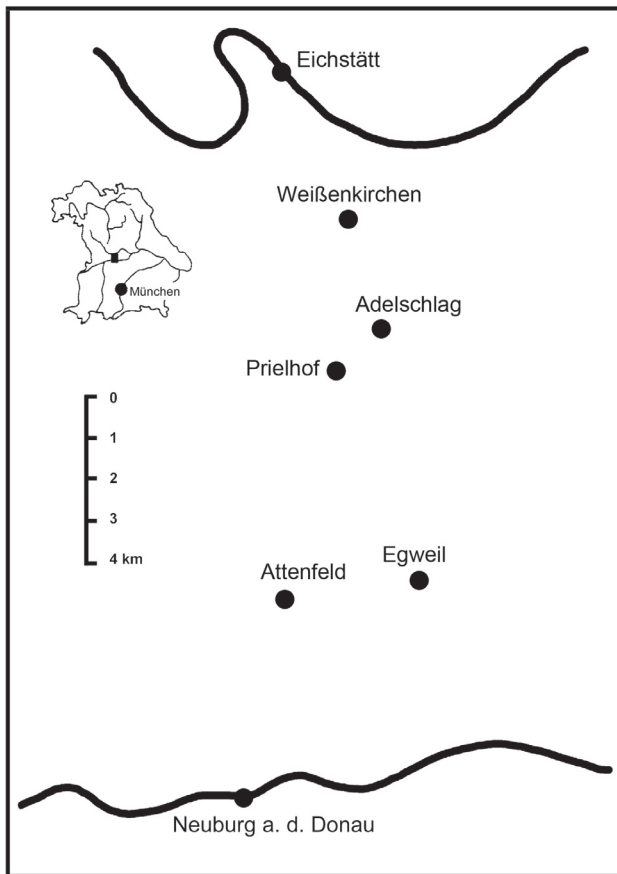 Eichstätt
Weißenkirchen
München
Adelschlag
Prielhof
0
1
2
3
4 km
Egweil
Attenfeld
Neuburg a. d. Donau